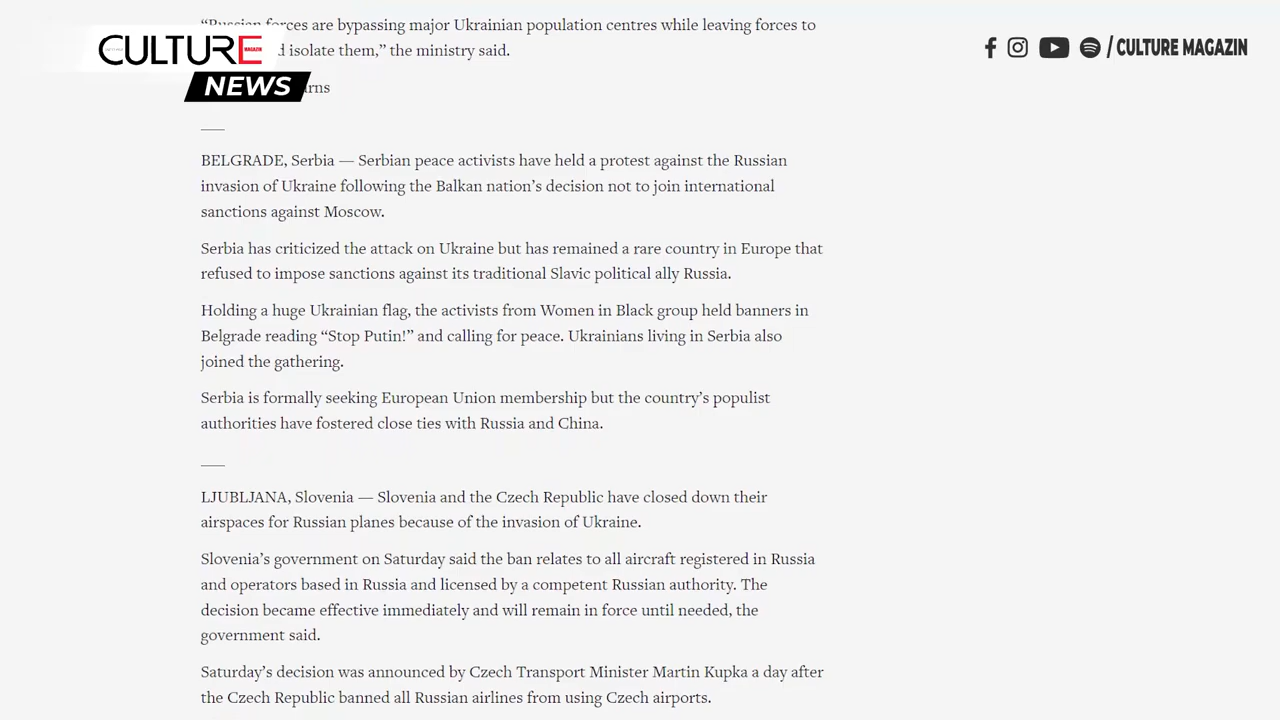 “Russian forces are bypassing major Ukrainian population centres while leaving forces to
isolate them,” the ministry said.
CULTURE
MAGAZIN
NEWS
/ CULTURE MAGAZIN
BELGRADE, Serbia — Serbian peace activists have held a protest against the Russian
invasion of Ukraine following the Balkan nation’s decision not to join international
sanctions against Moscow.
Serbia has criticized the attack on Ukraine but has remained a rare country in Europe that
refused to impose sanctions against its traditional Slavic political ally Russia.
Holding a huge Ukrainian flag, the activists from Women in Black group held banners in
Belgrade reading “Stop Putin!” and calling for peace. Ukrainians living in Serbia also
joined the gathering.
Serbia is formally seeking European Union membership but the country’s populist
authorities have fostered close ties with Russia and China.
LJUBLJANA, Slovenia — Slovenia and the Czech Republic have closed down their
airspaces for Russian planes because of the invasion of Ukraine.
Slovenia’s government on Saturday said the ban relates to all aircraft registered in Russia
and operators based in Russia and licensed by a competent Russian authority. The
decision became effective immediately and will remain in force until needed, the
government said.
Saturday’s decision was announced by Czech Transport Minister Martin Kupka a day after
the Czech Republic banned all Russian airlines from using Czech airports.